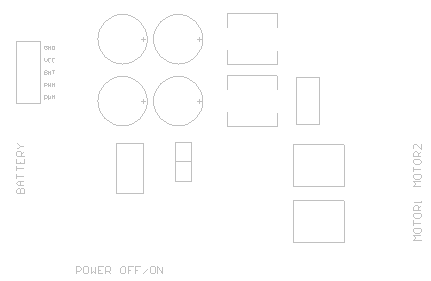 GND
VCC
BAT
PWM
PWM
BATTERY
MOTOR2
MOTOR1
POWER OFF/ON